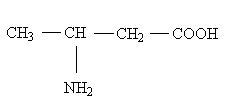 CH3 — CH — CH2 — COOH
NH2